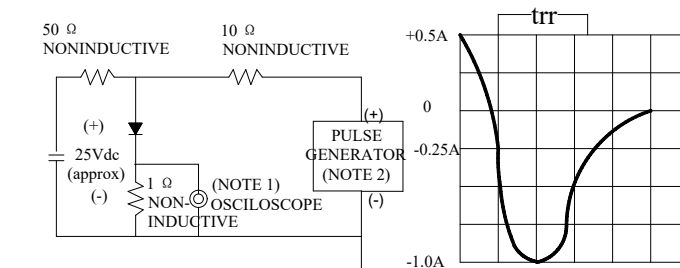 50 Ω
NONINDUCTIVE
10 Ω
NONINDUCTIVE
(+)
25Vdc
(approx)
(-)
1 Ω
NON-
INDUCTIVE
(NOTE 1)
OSCILOSCOPE
(+)
PULSE
GENERATOR
(NOTE 2)
(-)
trr
+0.5A
0
-0.25A
-1.0A